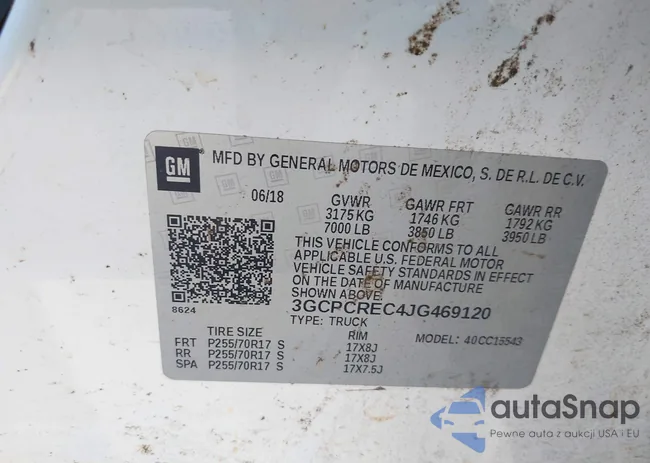 GM MFD BY GENERAL MOTORS DE MEXICO, S. DE R.L. DE C.V.
06/18 GVWR GAWR FRT GAWR RR
3175 KG 1746 KG 1792 KG
7000 LB 3850 LB 3950 LB
THIS VEHICLE CONFORMS TO ALL
APPLICABLE U.S. FEDERAL MOTOR
VEHICLE SAFETY STANDARDS IN EFFECT
ON THE DATE OF MANUFACTURE
SHOWN ABOVE.
8624
3GCPCREC4JG469120
TYPE: TRUCK
TIRE SIZE RIM MODEL: 40CC15543
FRT P255/70R17 S 17X8J
RR P255/70R17 S 17X8J
SPA P255/70R17 S 17X7.5J
autaSnap
Pewne auta z aukcji USA i EU